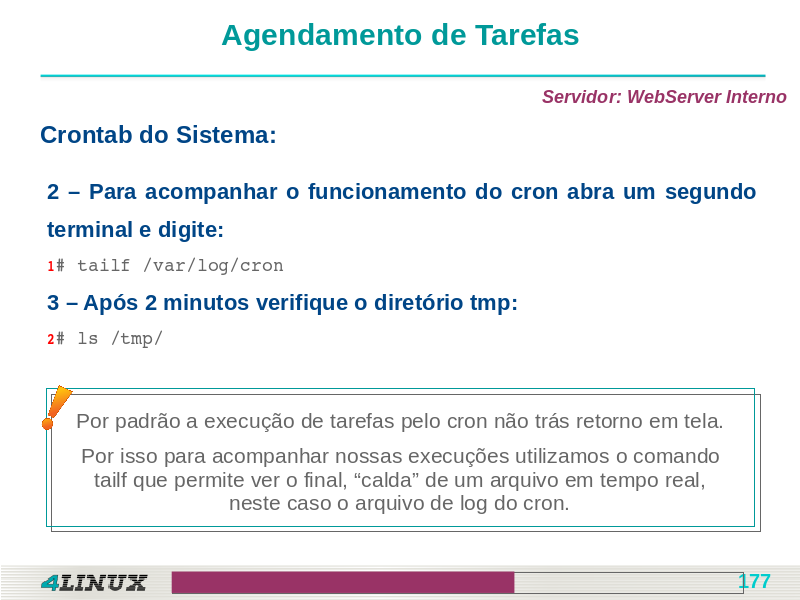 Agendamento de Tarefas
Servidor: WebServer Interno
Crontab do Sistema:
2 – Para acompanhar o funcionamento do cron abra um segundo
terminal e digite:
1# tailf /var/log/cron
3 – Após 2 minutos verifique o diretório tmp:
2# ls /tmp/
Por padrão a execução de tarefas pelo cron não trás retorno em tela.
Por isso para acompanhar nossas execuções utilizamos o comando
tailf que permite ver o final, “calda” de um arquivo em tempo real,
neste caso o arquivo de log do cron.
4LINUX
177